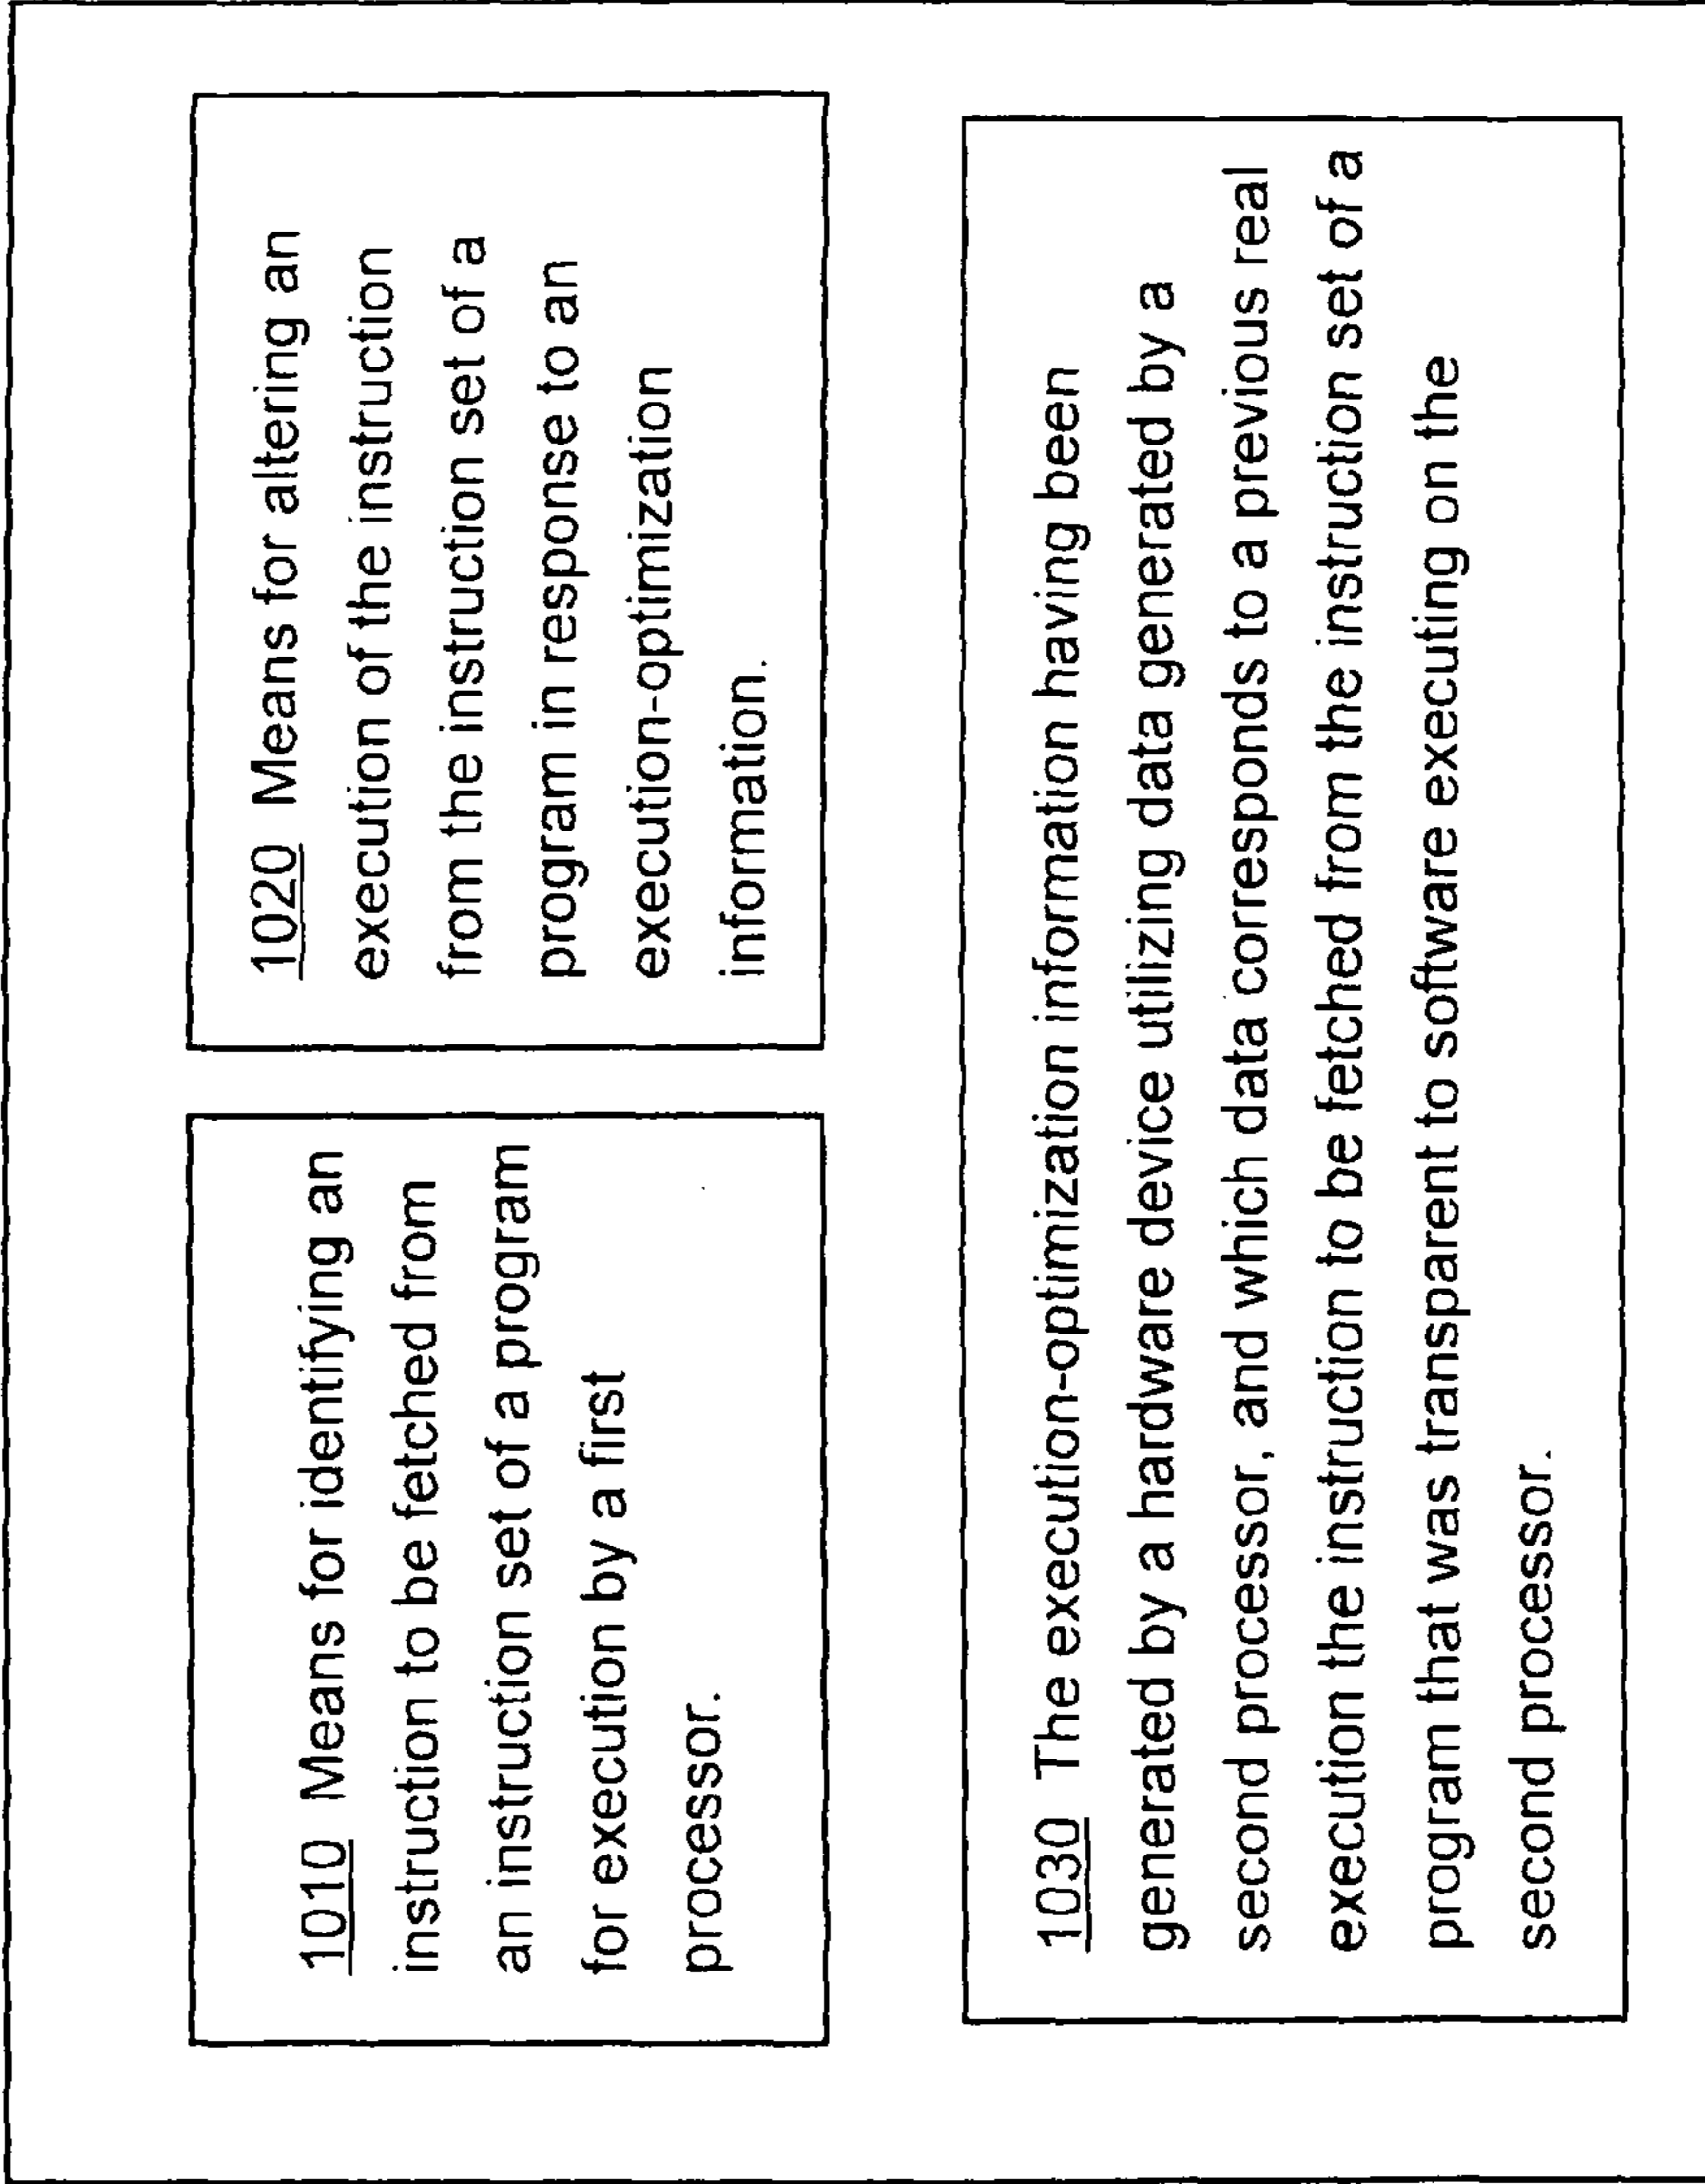 1010 Means for identifying an
instruction to be fetched from
an instruction set of a program
for execution by a first
processor.
1020 Means for altering an
execution of the instruction
from the instruction set of a
program in response to an
execution-optimization
information.
1030 The execution-optimization information having been
generated by a hardware device utilizing data generated by a
second processor, and which data corresponds to a previous real
execution the instruction to be fetched from the instruction set of a
program that was transparent to software executing on the
second processor.